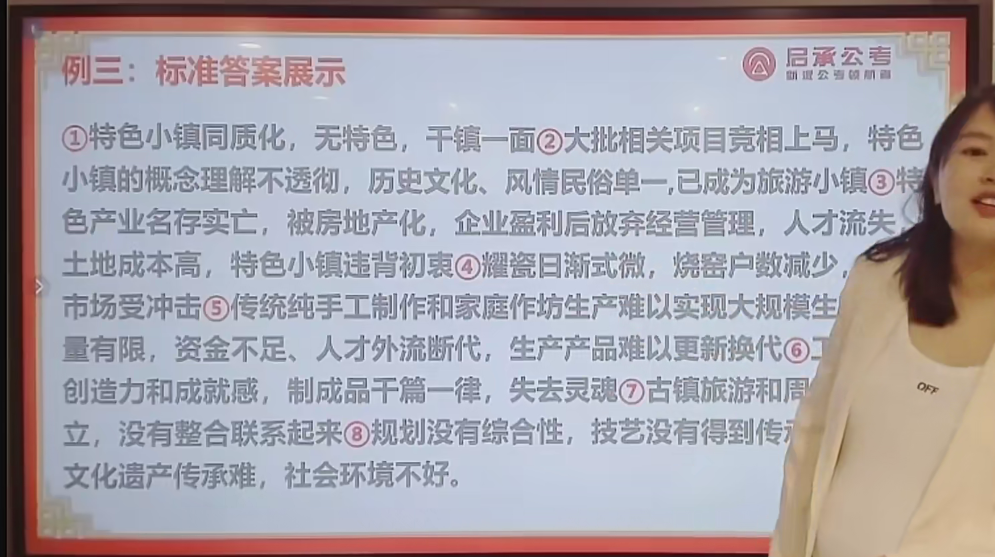 例三：标准答案展示
启承公考
①特色小镇同质化，无特色，千镇一面②大批相关项目竞相上马，特色
小镇的概念理解不透彻，历史文化、风情民俗单一,已成为旅游小镇③特
色产业名存实亡，被房地产化，企业盈利后放弃经营管理，人才流失，
土地成本高，特色小镇违背初衷④耀瓷日渐式微，烧窑户数减少，
市场受冲击⑤传统纯手工制作和家庭作坊生产难以实现大规模生
量有限，资金不足、人才外流断代，生产产品难以更新换代⑥
创造力和成就感，制成品千篇一律，失去灵魂⑦古镇旅游和周
立，没有整合联系起来⑧规划没有综合性，技艺没有得到传
文化遗产传承难，社会环境不好。
OFF